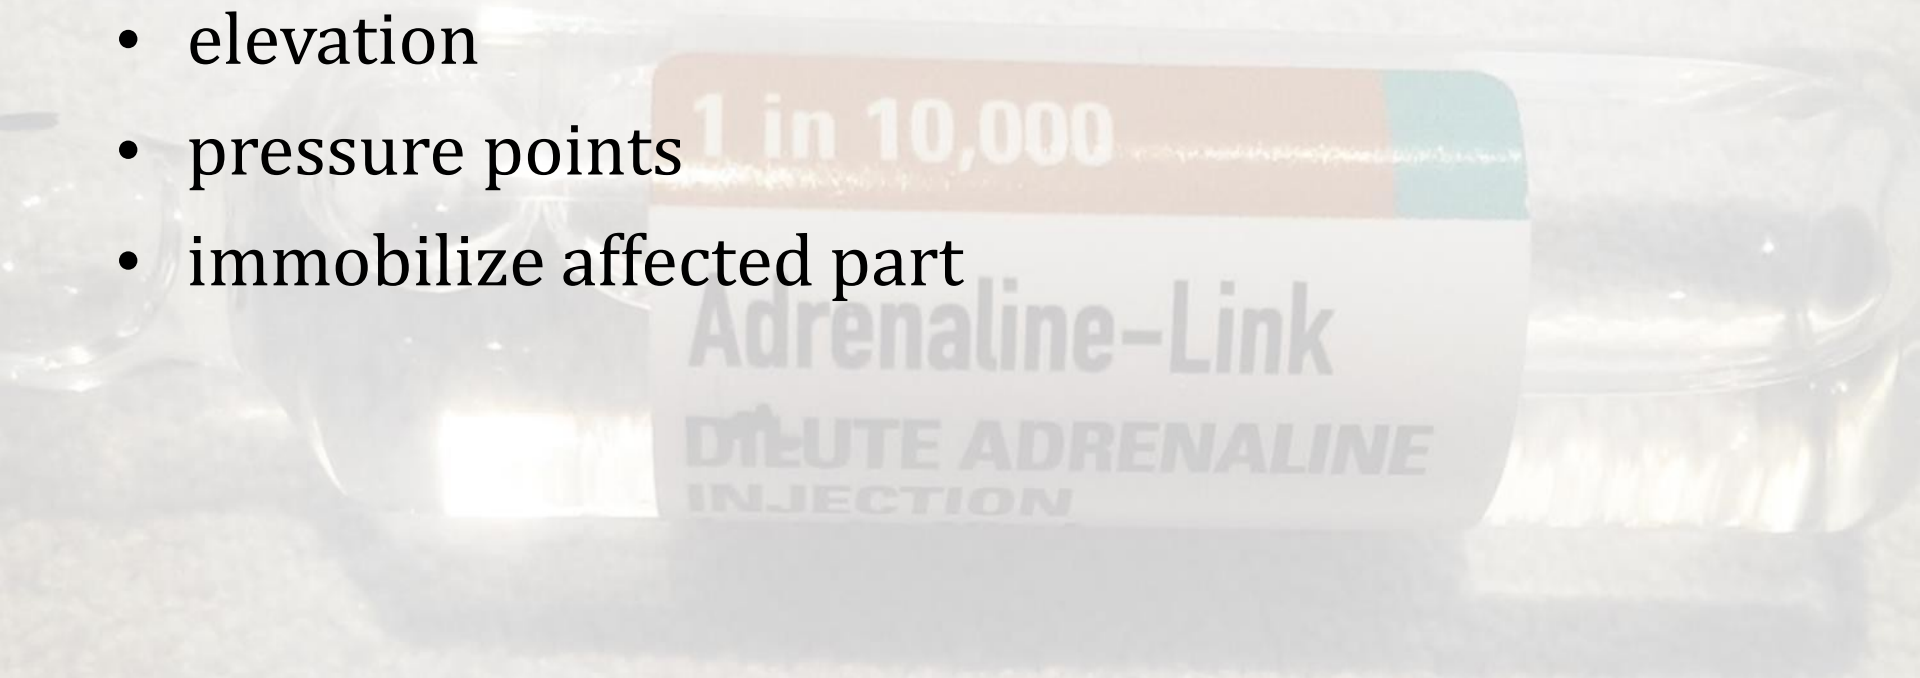 • elevation
• pressure points
• immobilize affected part
1 in 10,000
Adrenaline-Link
DILUTE ADRENALINE
INJECTION